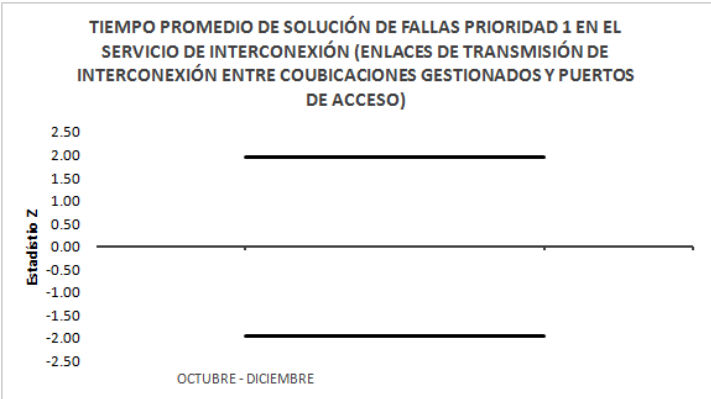 TIEMPO PROMEDIO DE SOLUCIÓN DE FALLAS PRIORIDAD 1 EN EL
SERVICIO DE INTERCONEXIÓN (ENLACES DE TRANSMISIÓN DE
INTERCONEXIÓN ENTRE COUBICACIONES GESTIONADOS Y PUERTOS
DE ACCESO)
Estadístio Z
2.50
2.00
1.50
1.00
0.50
0.00
-0.50
-1.00
-1.50
-2.00
-2.50
OCTUBRE - DICIEMBRE